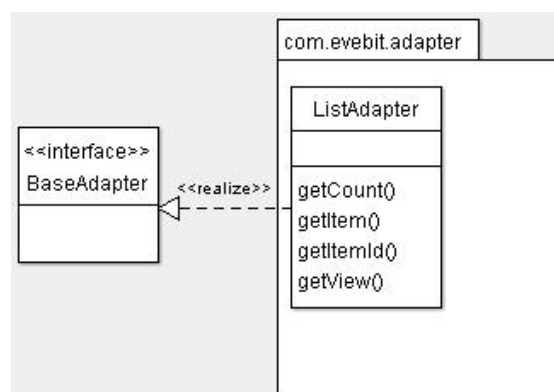 com.evebit.adapter
ListAdapter
<<interface>>
BaseAdapter
<<realize>>
getCount()
getItem()
getItemId()
getView()